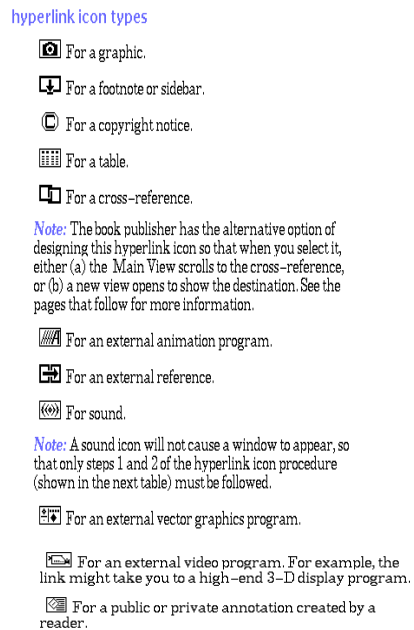 hyperlink icon types
For a graphic.
For a footnote or sidebar.
For a copyright notice.
For a table.
For a cross-reference.
Note: The book publisher has the alternative option of
designing this hyperlink icon so that when you select it,
either (a) the Main View scrolls to the cross-reference,
or (b) a new view opens to show the destination. See the
pages that follow for more information.
For an external animation program.
For an external reference.
For sound.
Note: A sound icon will not cause a window to appear, so
that only steps 1 and 2 of the hyperlink icon procedure
(shown in the next table) must be followed.
For an external vector graphics program.
For an external video program. For example, the
link might take you to a high-end 3-D display program.
For a public or private annotation created by a
reader.